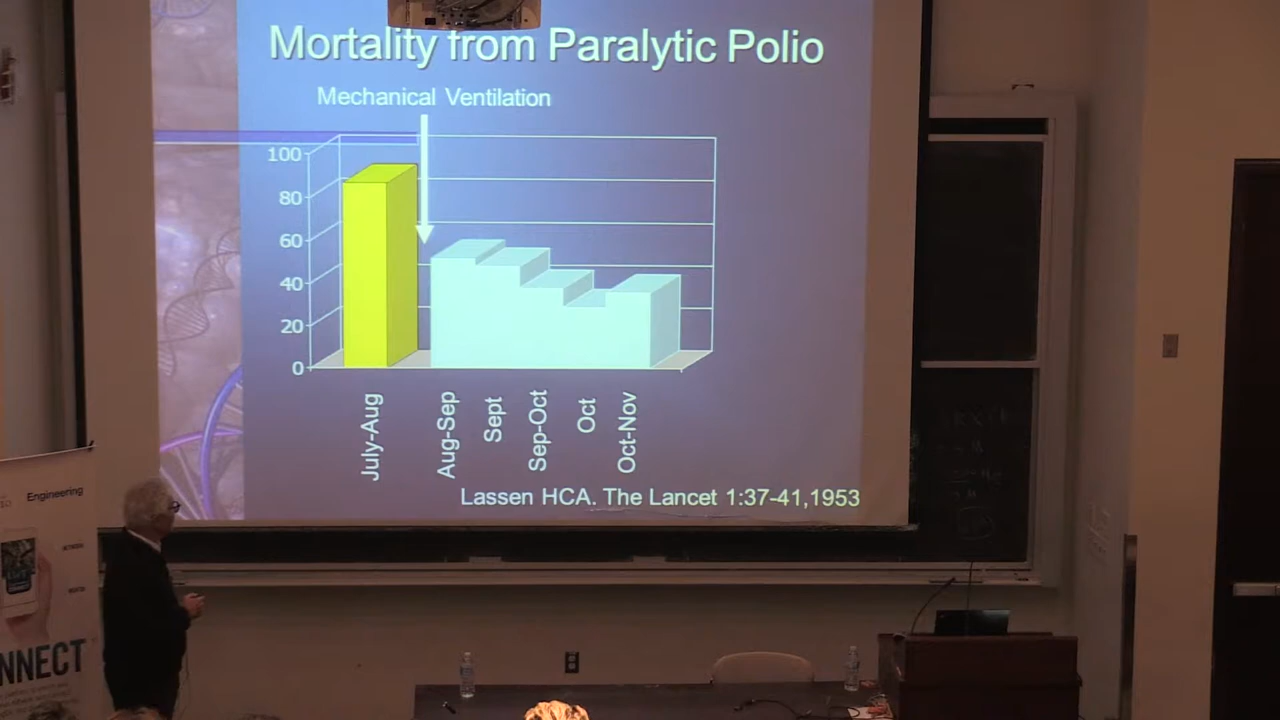 Mortality from Paralytic Polio
Mechanical Ventilation
100
80
60
40
20
0
July-Aug
Aug-Sep
Sept
Sep-Oct
Oct
Oct-Nov
Lassen HCA. The Lancet 1:37-41,1953
Engineering
NNECT